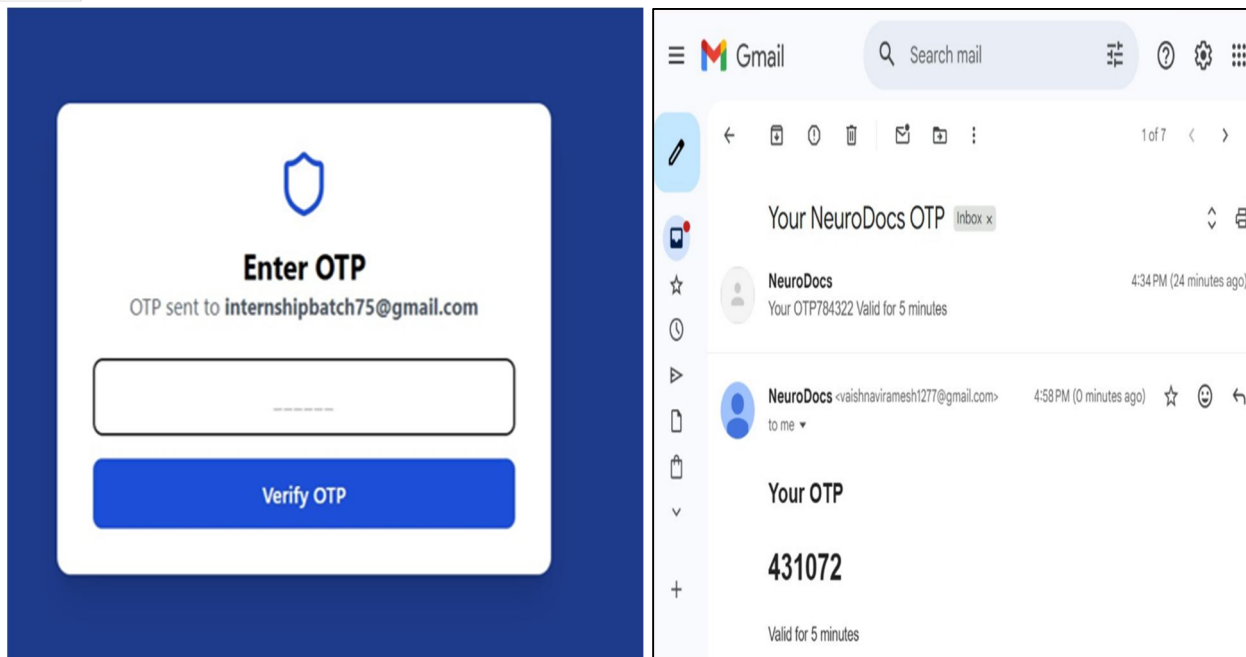 Enter OTP
OTP sent to internshipbatch75@gmail.com
______
Verify OTP
Gmail
Search mail
1 of 7
Your NeuroDocs OTP Inbox x
NeuroDocs 4:34 PM (24 minutes ago)
Your OTP784322 Valid for 5 minutes
NeuroDocs <vaishnaviramesh1277@gmail.com> 4:58 PM (0 minutes ago)
to me
Your OTP
431072
Valid for 5 minutes